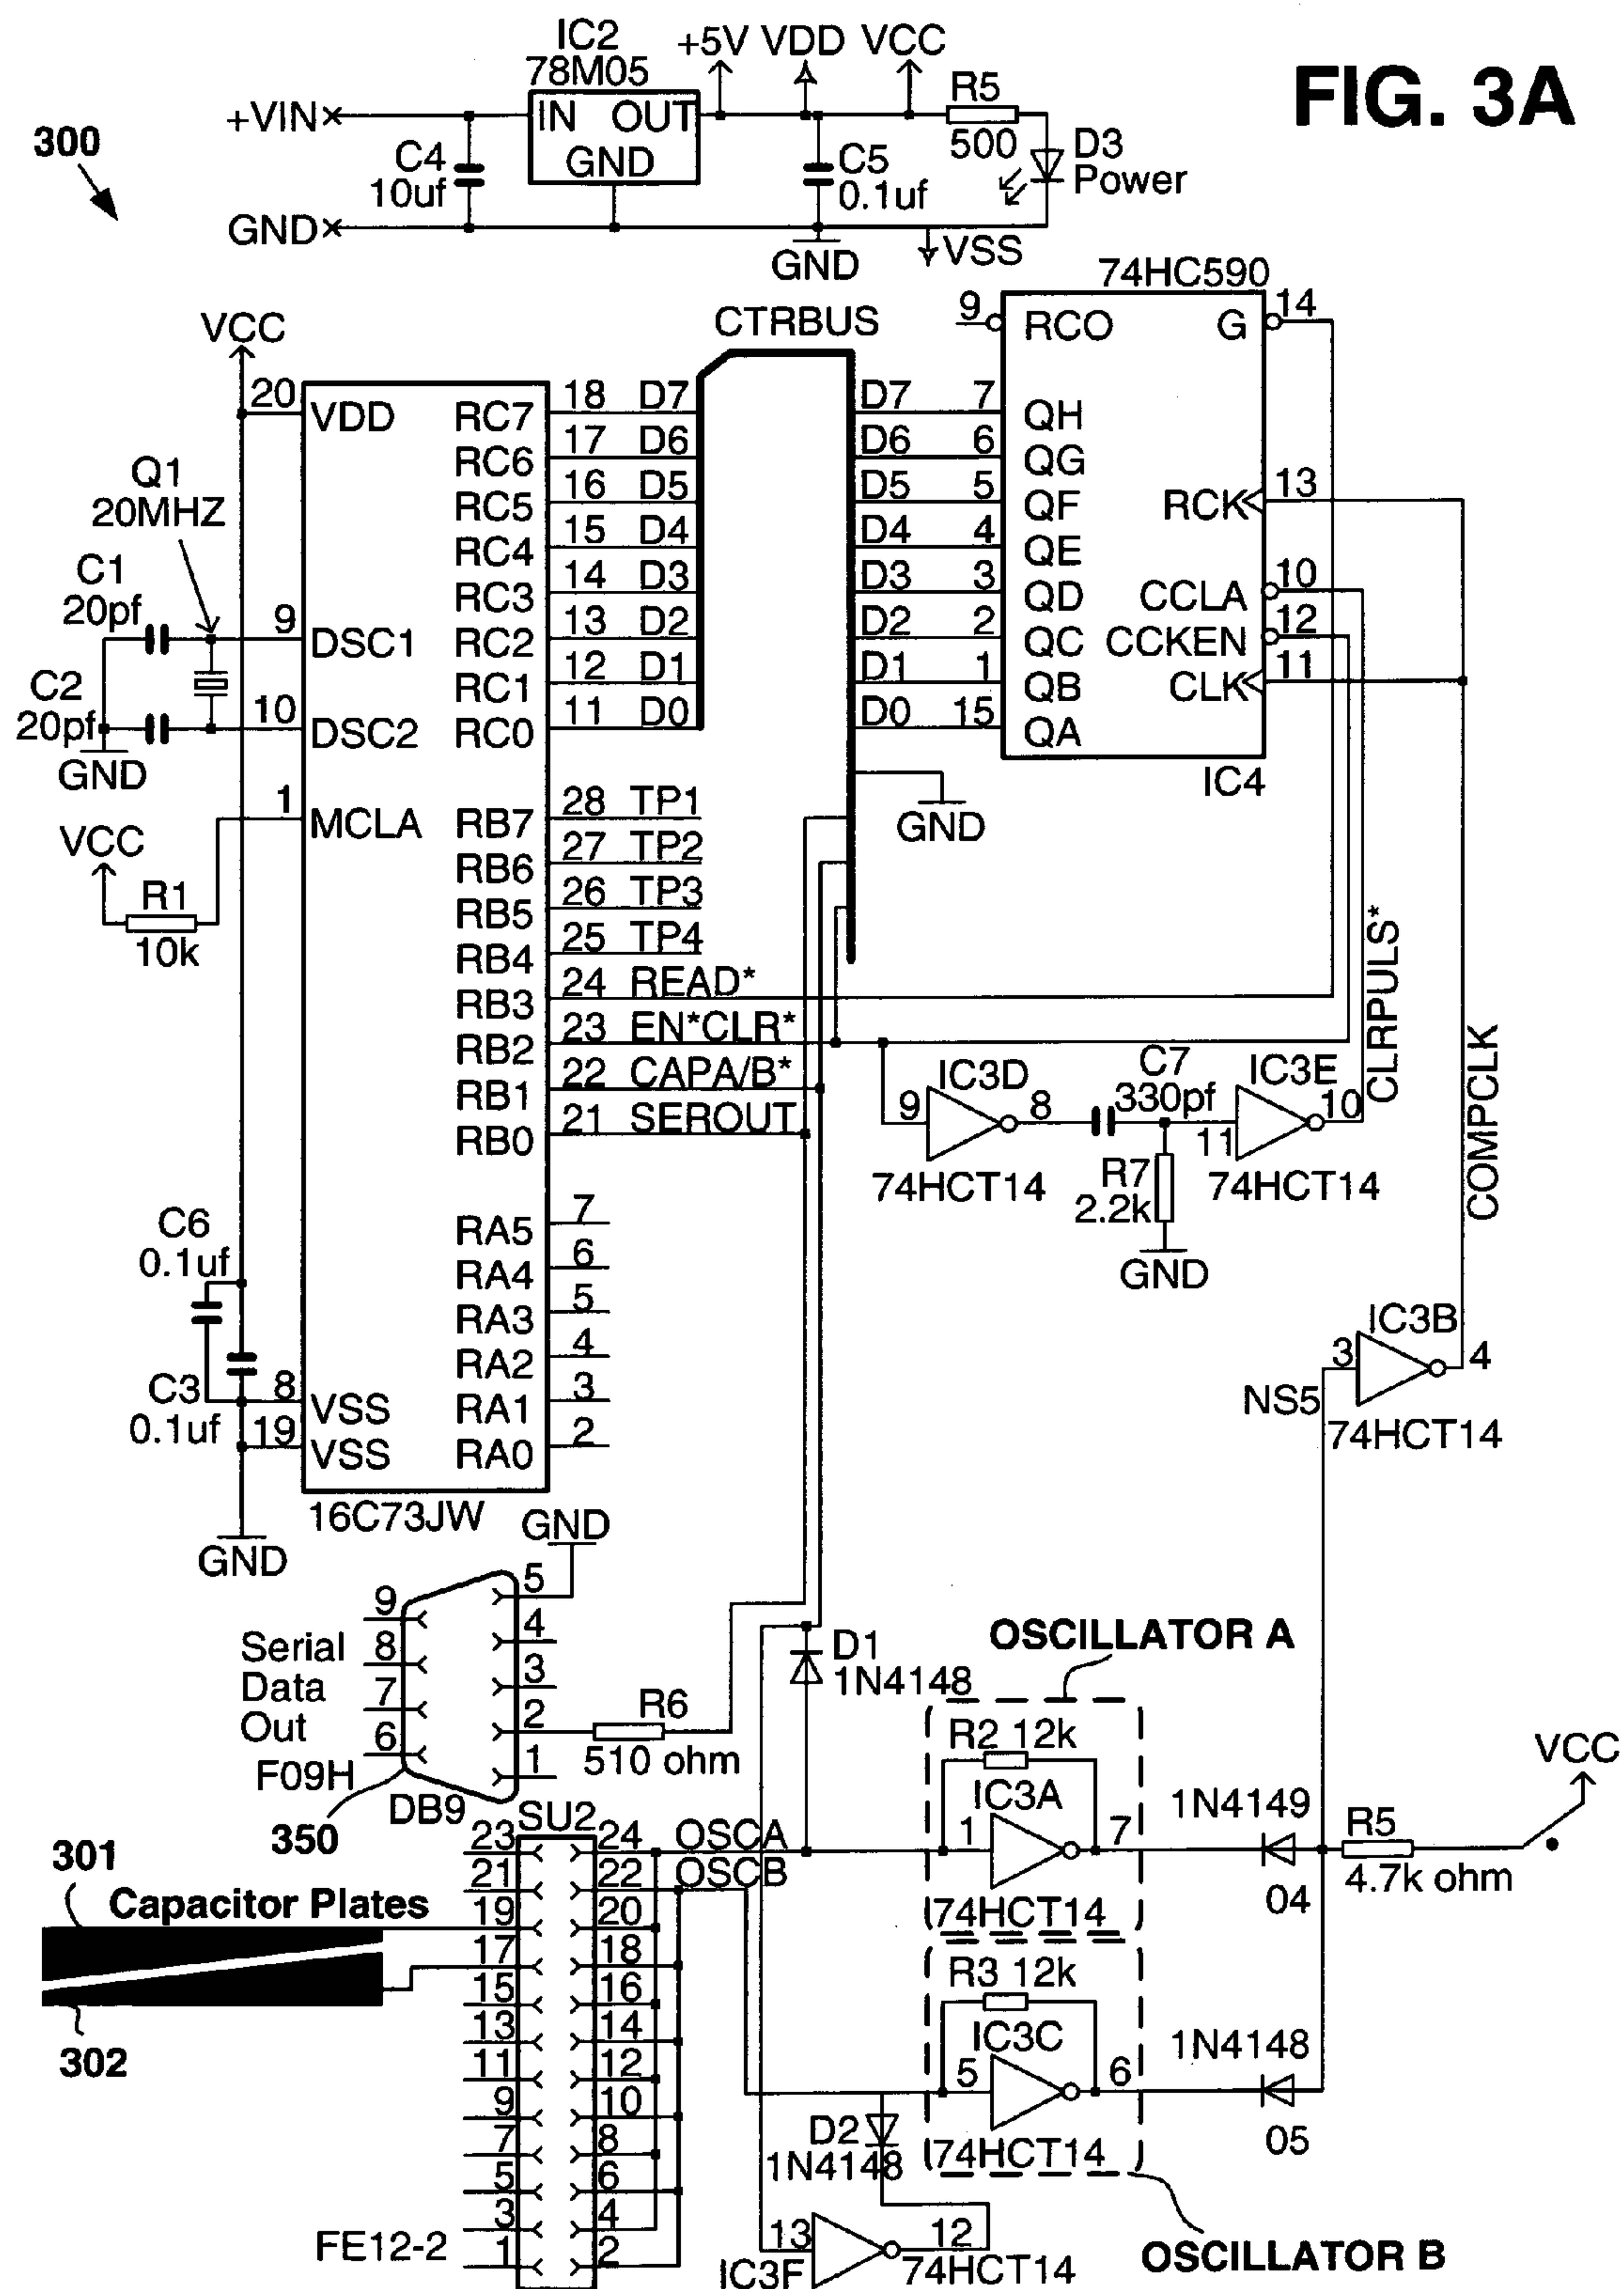 FIG. 3A
300
IC2
78M05
+5V VDD VCC
+VIN
IN OUT
GND
C4
10uf
C5
0.1uf
R5
500
D3
Power
GND
GND
VSS
VCC
CTRBUS
74HC590
IC4
9 RCO
G 14
QH 7 D7
QG 6 D6
QF 5 D5
QE 4 D4
QD 3 D3
QC 2 D2
QB 1 D1
QA 15 D0
RCK 13
CCLA 10
CCKEN 12
CLK 11
GND
20 VDD
Q1
20MHZ
C1
20pf
9 DSC1
C2
20pf
10 DSC2
GND
1 MCLA
VCC
R1
10k
RC7 18 D7
RC6 17 D6
RC5 16 D5
RC4 15 D4
RC3 14 D3
RC2 13 D2
RC1 12 D1
RC0 11 D0
RB7 28 TP1
RB6 27 TP2
RB5 26 TP3
RB4 25 TP4
RB3 24 READ*
RB2 23 EN*CLR*
RB1 22 CAPA/B*
RB0 21 SEROUT
RA5 7
RA4 6
RA3 5
RA2 4
RA1 3
RA0 2
C6
0.1uf
C3
0.1uf
8 VSS
19 VSS
16C73JW
GND
IC3D
9 8
74HCT14
C7
330pf
R7
2.2k
GND
IC3E
11 10
74HCT14
CLRPULS*
COMPCLK
IC3B
3 4
NS5
74HCT14
GND
9
8
7
6
5
4
3
2
1
Serial
Data
Out
F09H
DB9
350
R6
510 ohm
D1
1N4148
OSCILLATOR A
R2 12k
IC3A
1 7
74HCT14
1N4149
04
R5
4.7k ohm
VCC
SU2
23 24 OSCA
21 22 OSCB
19 20
17 18
15 16
13 14
11 12
9 10
7 8
5 6
3 4
1 2
FE12-2
301
Capacitor Plates
302
R3 12k
IC3C
5 6
74HCT14
1N4148
05
D2
1N4148
13 12
IC3F
74HCT14
OSCILLATOR B